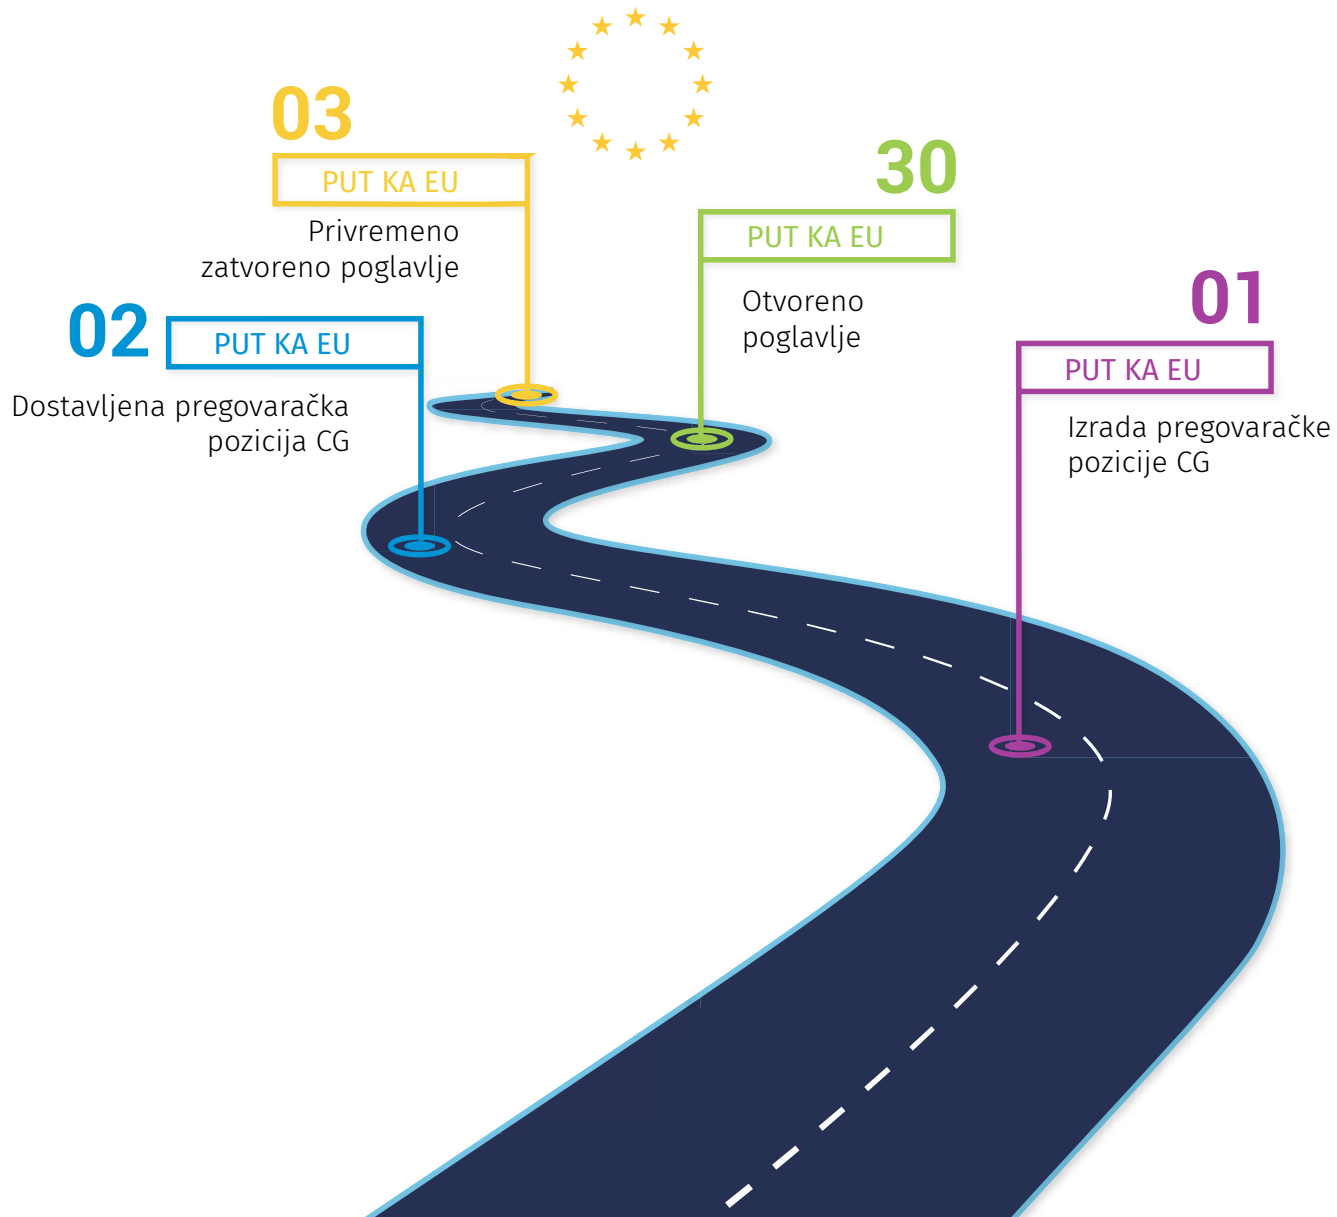 03
PUT KA EU
Privremeno
zatvoreno poglavlje
30
PUT KA EU
Otvoreno
poglavlje
02
PUT KA EU
Dostavljena pregovaračka
pozicija CG
01
PUT KA EU
Izrada pregovaračke
pozicije CG